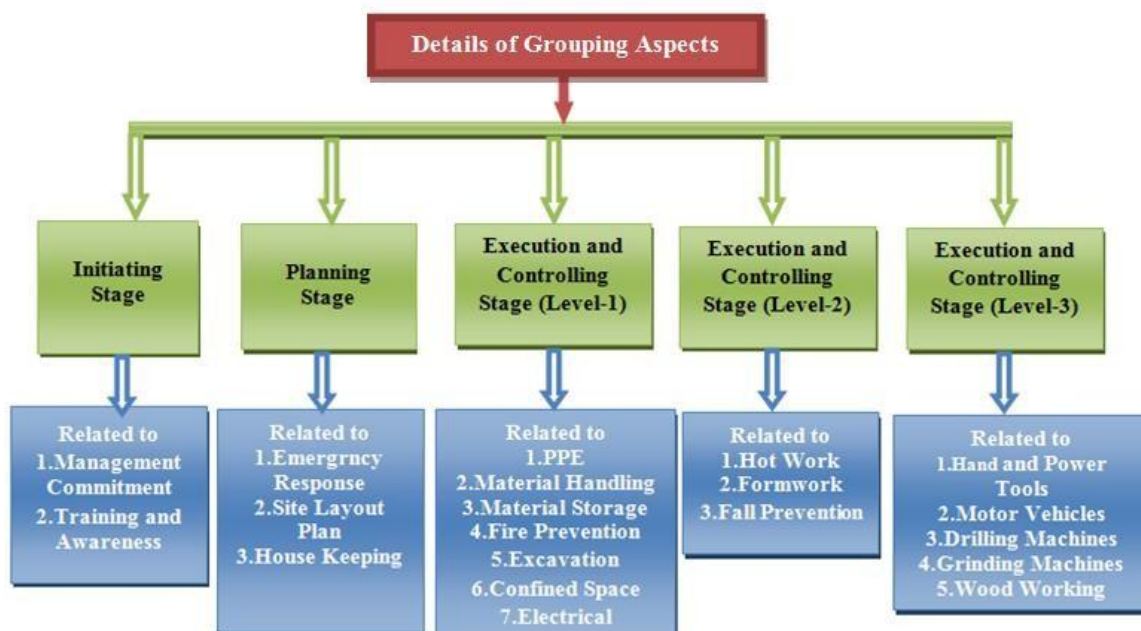 Details of Grouping Aspects
Initiating
Stage
Planning
Stage
Execution and
Controlling
Stage (Level-1)
Execution and
Controlling
Stage (Level-2)
Execution and
Controlling
Stage (Level-3)
Related to
1.Management
Commitment
2.Training and
Awareness
Related to
1.Emergrncy
Response
2.Site Layout
Plan
3.House Keeping
Related to
1.PPE
2.Material Handling
3.Material Storage
4.Fire Prevention
5.Excavation
6.Confined Space
7.Electrical
Related to
1.Hot Work
2.Formwork
3.Fall Prevention
Related to
1.Hand and Power
Tools
2.Motor Vehicles
3.Drilling Machines
4.Grinding Machines
5.Wood Working